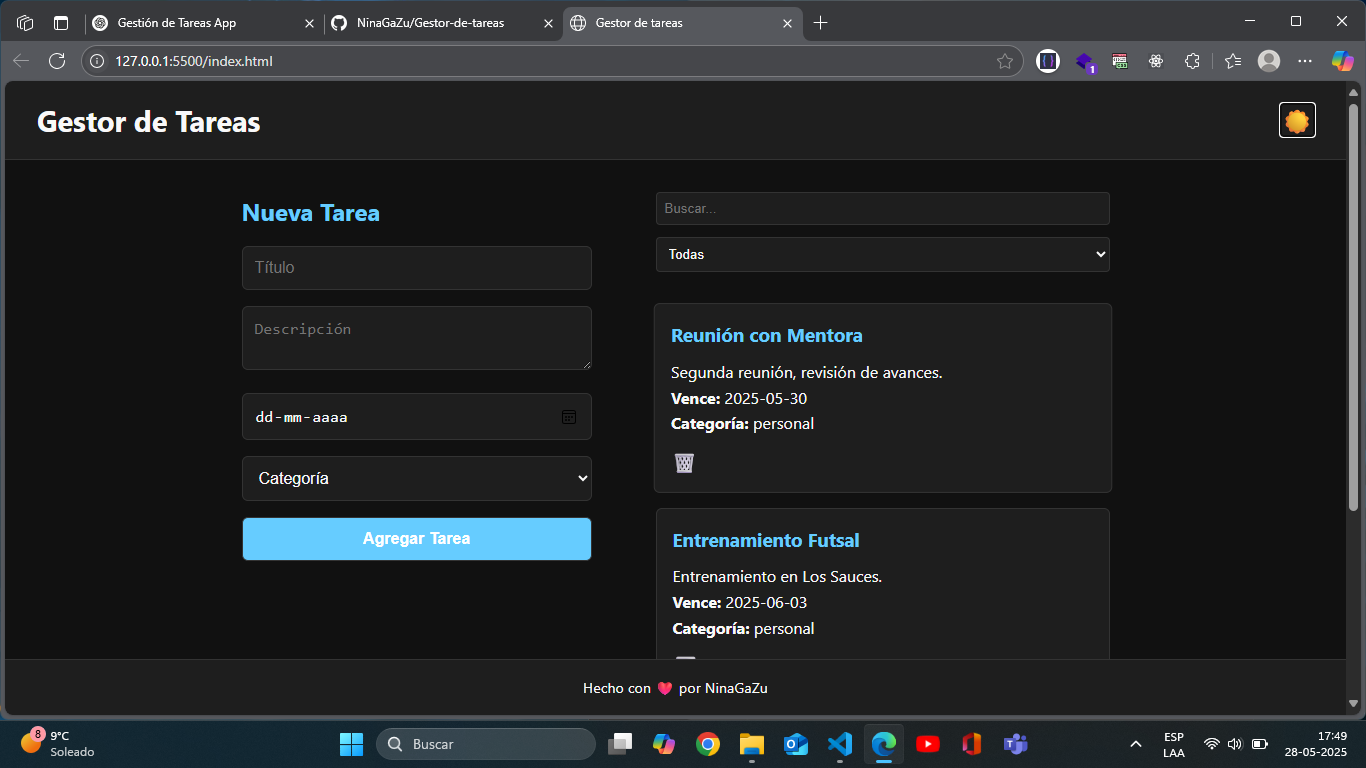 Gestión de Tareas App
NinaGaZu/Gestor-de-tareas
Gestor de tareas
127.0.0.1:5500/index.html
1
Gestor de Tareas
Nueva Tarea
Título
Descripción
dd-mm-aaaa
Categoría
Agregar Tarea
Buscar...
Todas
Reunión con Mentora
Segunda reunión, revisión de avances.
Vence: 2025-05-30
Categoría: personal
Entrenamiento Futsal
Entrenamiento en Los Sauces.
Vence: 2025-06-03
Categoría: personal
Hecho con ❤️ por NinaGaZu
8
9°C
Soleado
Buscar
ESP
LAA
17:49
28-05-2025